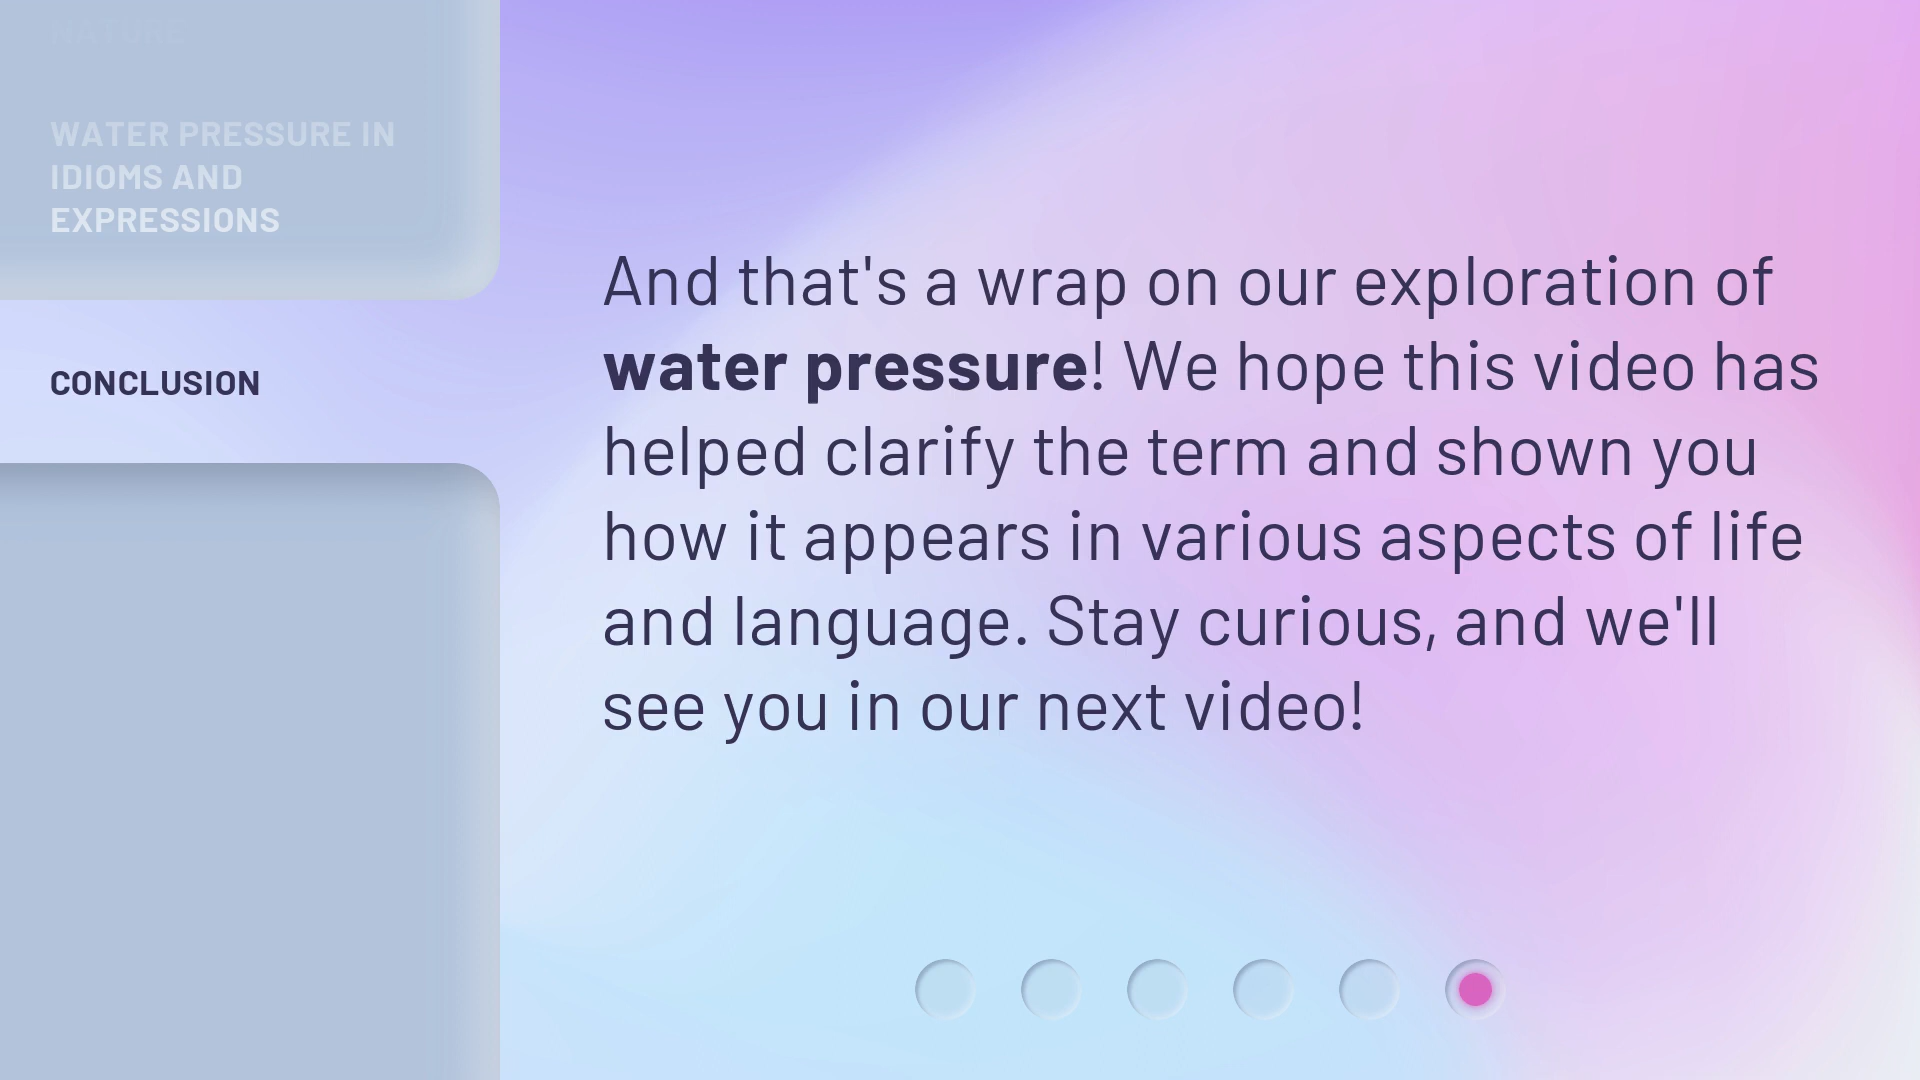 NATURE
WATER PRESSURE IN
IDIOMS AND
EXPRESSIONS
CONCLUSION
And that's a wrap on our exploration of
water pressure! We hope this video has
helped clarify the term and shown you
how it appears in various aspects of life
and language. Stay curious, and we'll
see you in our next video!